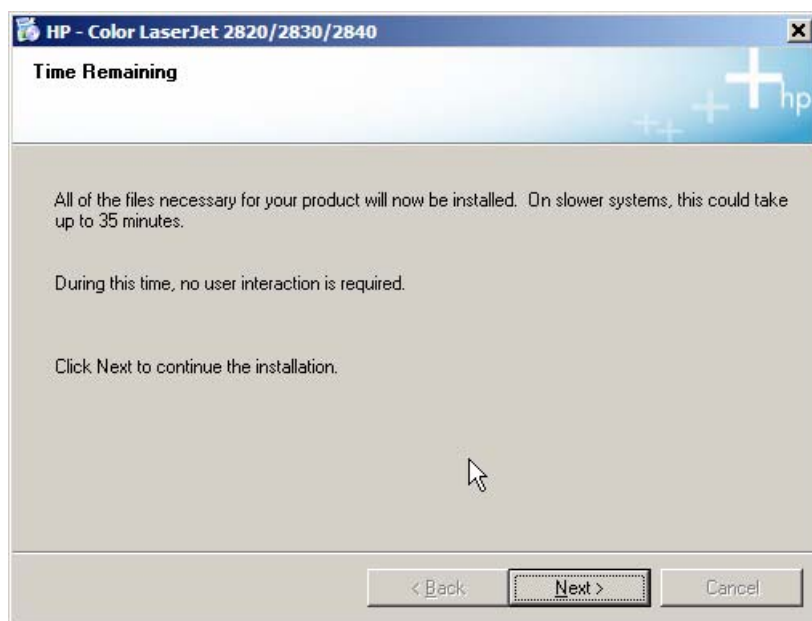 HP - Color LaserJet 2820/2830/2840
Time Remaining
hp
All of the files necessary for your product will now be installed.  On slower systems, this could take
up to 35 minutes.
During this time, no user interaction is required.
Click Next to continue the installation.
< Back Next > Cancel